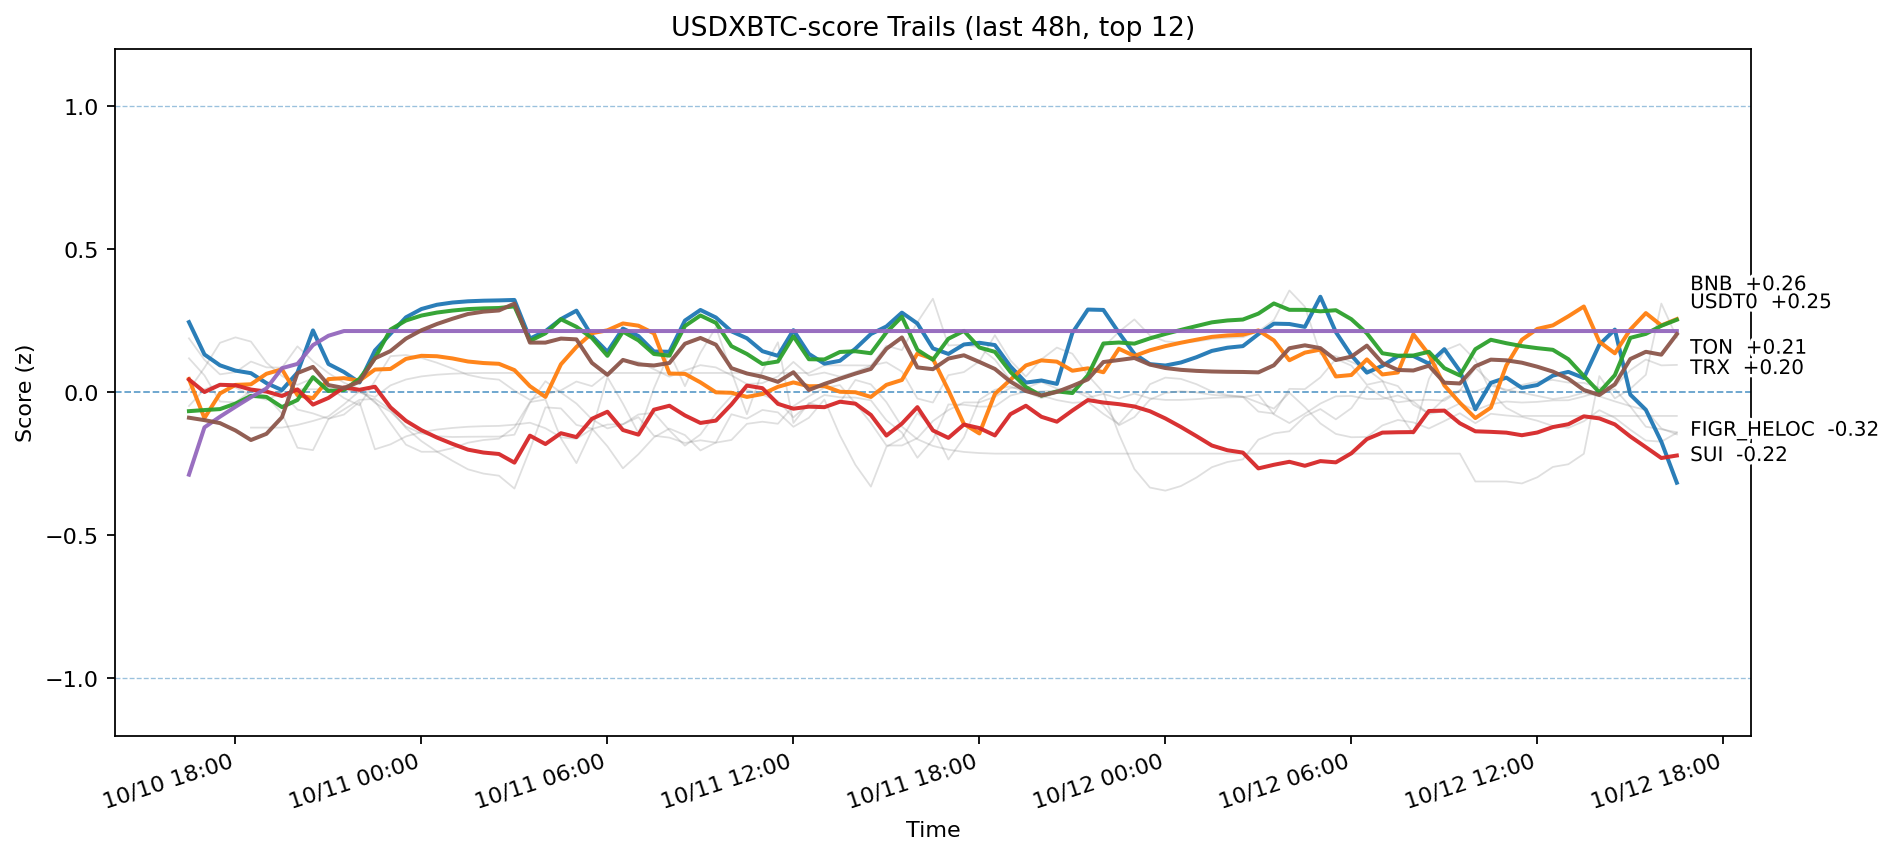 USDXBTC-score Trails (last 48h, top 12)
1.0
0.5
0.0
−0.5
−1.0
Score (z)
BNB +0.26
USDT0 +0.25
TON +0.21
TRX +0.20
FIGR_HELOC -0.32
SUI -0.22
10/10 18:00
10/11 00:00
10/11 06:00
10/11 12:00
10/11 18:00
10/12 00:00
10/12 06:00
10/12 12:00
10/12 18:00
Time